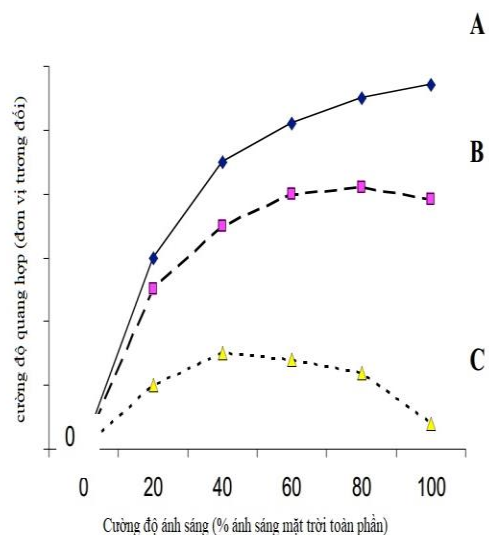 A
B
C
cường độ quang hợp (đơn vị tương đối)
0
0 20 40 60 80 100
Cường độ ánh sáng (% ánh sáng mặt trời toàn phần)